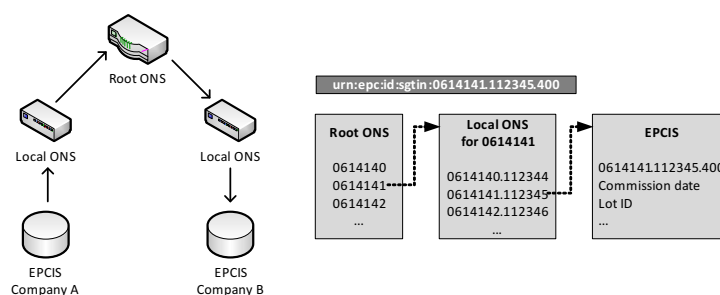 Root ONS
Local ONS
Local ONS
EPCIS
Company A
EPCIS
Company B
urn:epc:id:sgtin:0614141.112345.400
Root ONS
0614140
0614141
0614142
...
Local ONS
for 0614141
0614140.112344
0614141.112345
0614142.112346
...
EPCIS
0614141.112345.400
Commission date
Lot ID
...